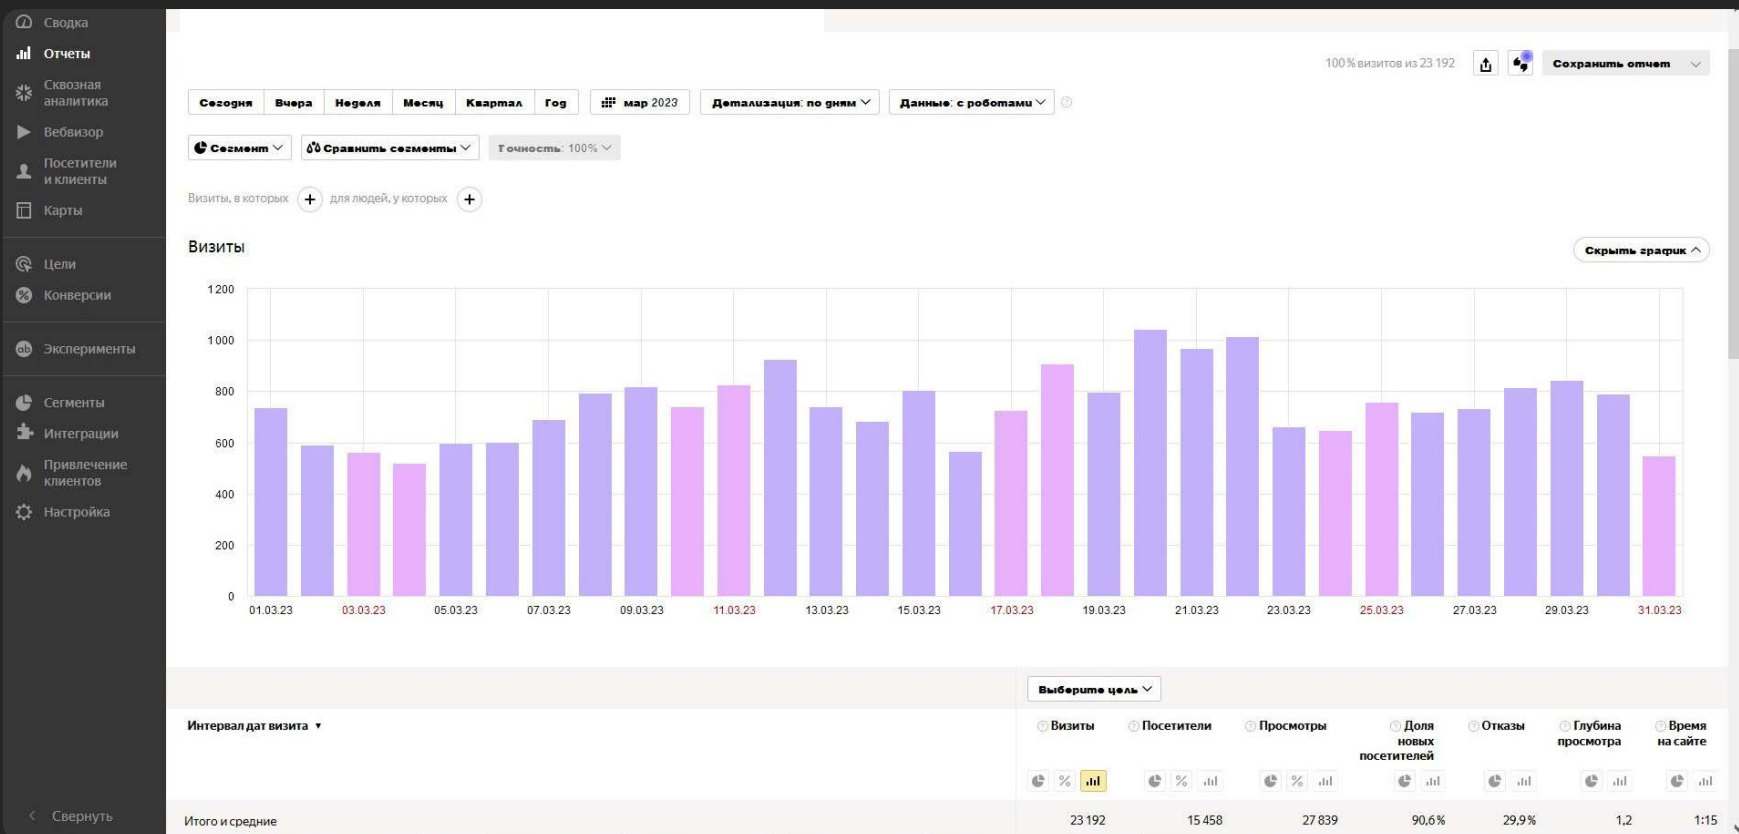 Сводка
Отчеты
Сквозная
аналитика
Вебвизор
Посетители
и клиенты
Карты
Цели
Конверсии
Эксперименты
Сегменты
Интеграции
Привлечение
клиентов
Настройка
Свернуть
100 % визитов из 23 192
Сохранить отчет
Сегодня Вчера Неделя Месяц Квартал Год мар 2023 Детализация: по дням Данные: с роботами
Сегмент Сравнить сегменты Точность: 100%
Визиты, в которых + для людей, у которых +
Визиты
Скрыть график
1 200
1 000
800
600
400
200
0
01.03.23 03.03.23 05.03.23 07.03.23 09.03.23 11.03.23 13.03.23 15.03.23 17.03.23 19.03.23 21.03.23 23.03.23 25.03.23 27.03.23 29.03.23 31.03.23
Выберите цель
Интервал дат визита ▼
Визиты
Посетители
Просмотры
Доля
новых
посетителей
Отказы
Глубина
просмотра
Время
на сайте
Итого и средние 23 192 15 458 27 839 90,6 % 29,9 % 1,2 1:15